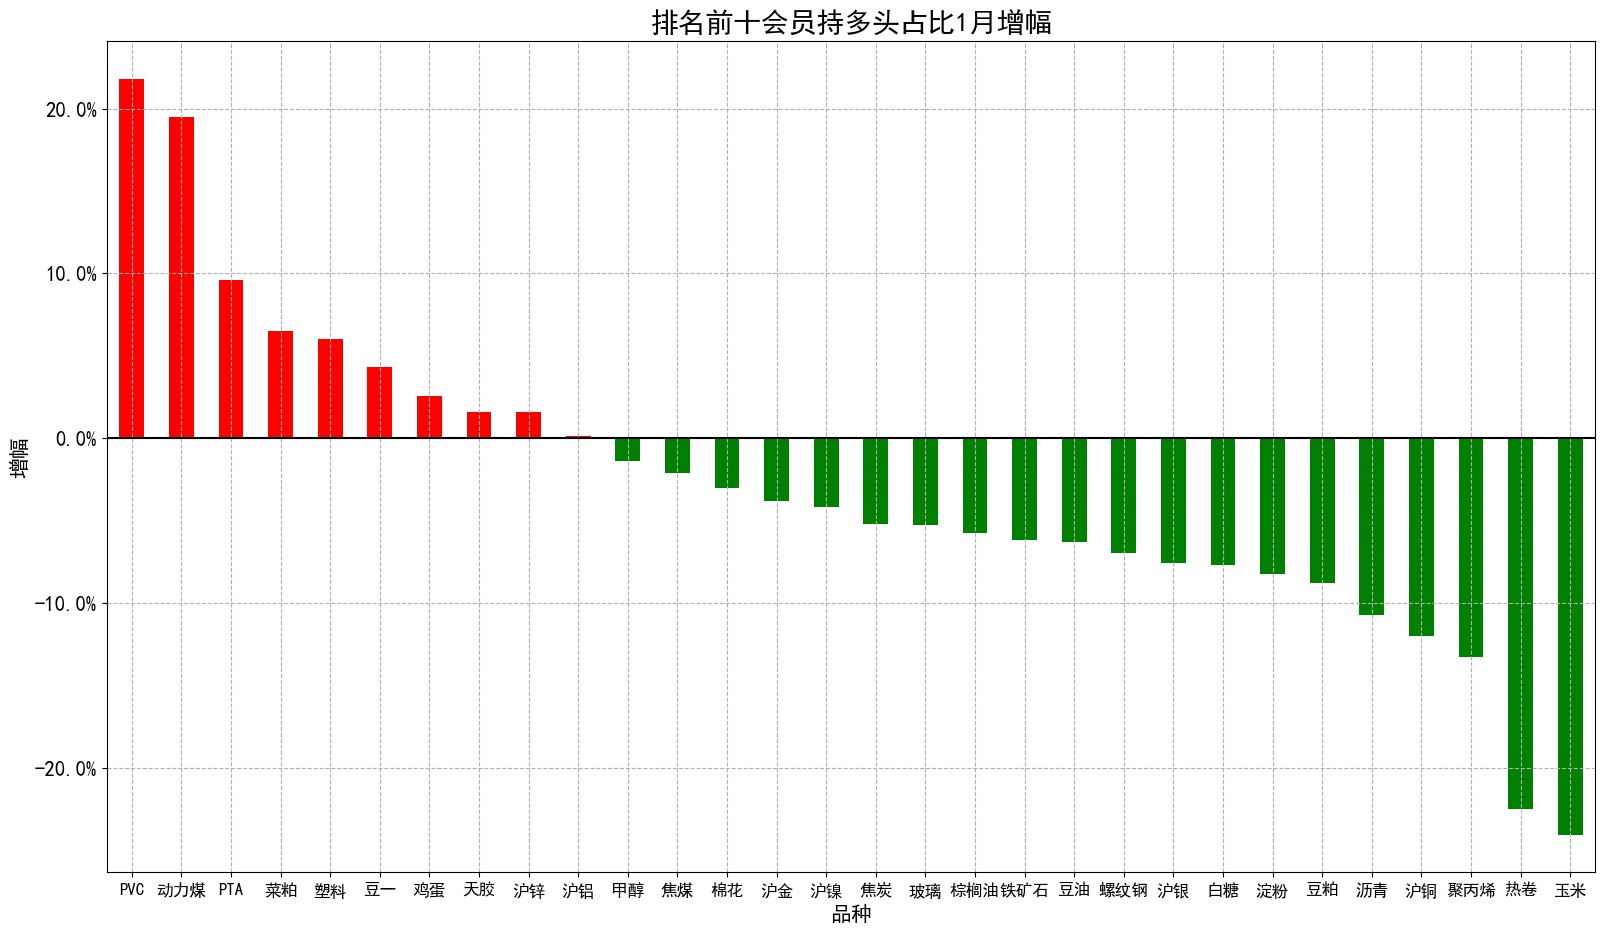 排名前十会员持多头占比1月增幅
20.0%
10.0%
0.0%
−10.0%
−20.0%
增幅
PVC 动力煤 PTA 菜粕 塑料 豆一 鸡蛋 天胶 沪锌 沪铝 甲醇 焦煤 棉花 沪金 沪镍 焦炭 玻璃 棕榈油 铁矿石 豆油 螺纹钢 沪银 白糖 淀粉 豆粕 沥青 沪铜 聚丙烯 热卷 玉米
品种